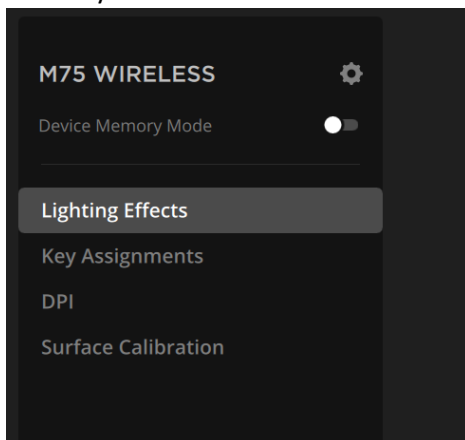 M75 WIRELESS
Device Memory Mode
Lighting Effects
Key Assignments
DPI
Surface Calibration